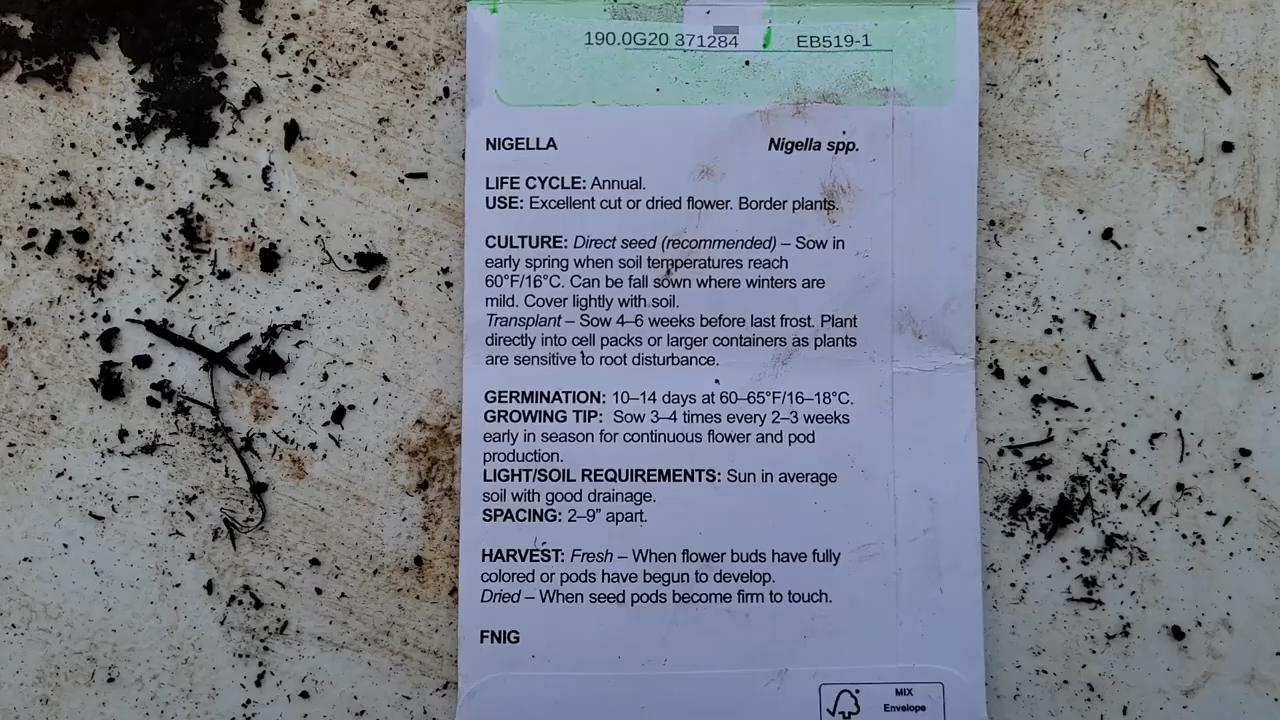 190.0G20 371284 EB519-1
NIGELLA Nigella spp.
LIFE CYCLE: Annual.
USE: Excellent cut or dried flower. Border plants.
CULTURE: Direct seed (recommended) – Sow in
early spring when soil temperatures reach
60°F/16°C. Can be fall sown where winters are
mild. Cover lightly with soil.
Transplant – Sow 4–6 weeks before last frost. Plant
directly into cell packs or larger containers as plants
are sensitive to root disturbance.
GERMINATION: 10–14 days at 60–65°F/16–18°C.
GROWING TIP: Sow 3–4 times every 2–3 weeks
early in season for continuous flower and pod
production.
LIGHT/SOIL REQUIREMENTS: Sun in average
soil with good drainage.
SPACING: 2–9" apart.
HARVEST: Fresh – When flower buds have fully
colored or pods have begun to develop.
Dried – When seed pods become firm to touch.
FNIG
MIX
Envelope